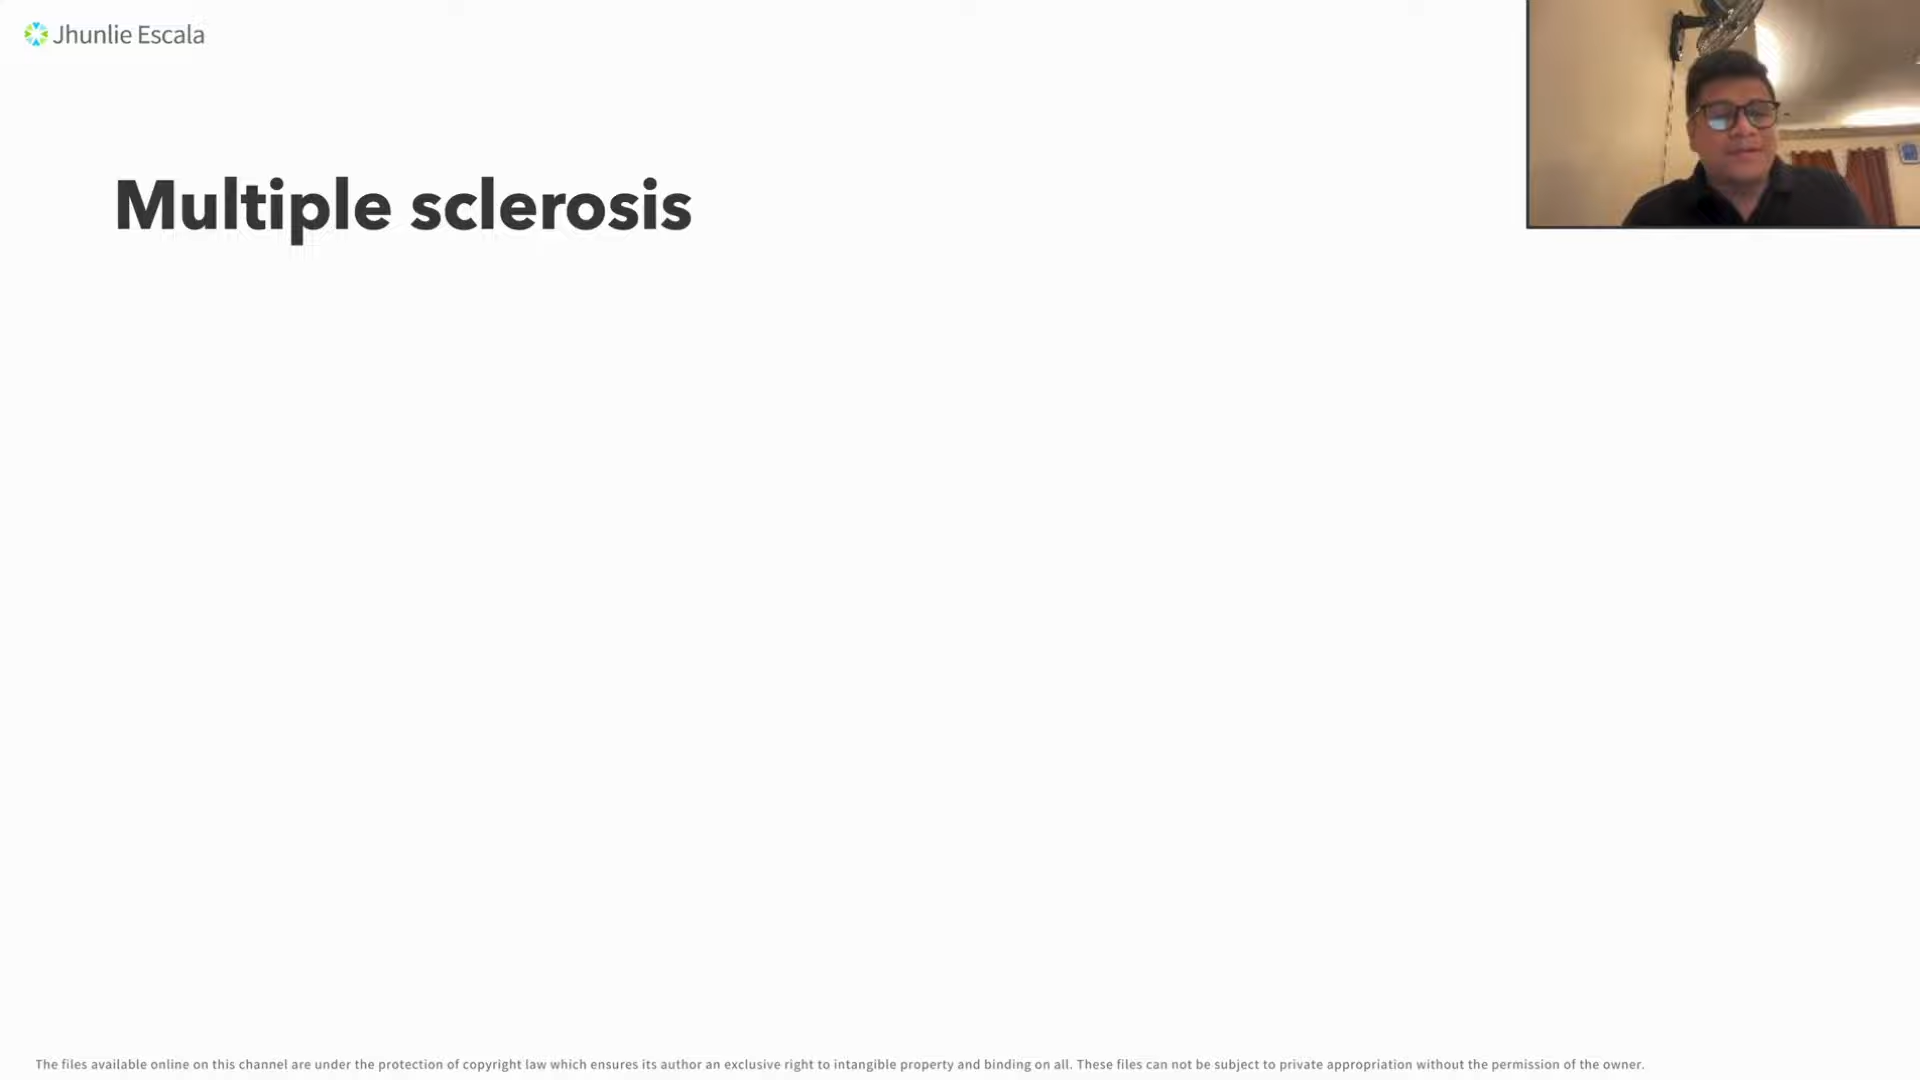 Jhunlie Escala
Multiple sclerosis
The files available online on this channel are under the protection of copyright law which ensures its author an exclusive right to intangible property and binding on all. These files can not be subject to private appropriation without the permission of the owner.